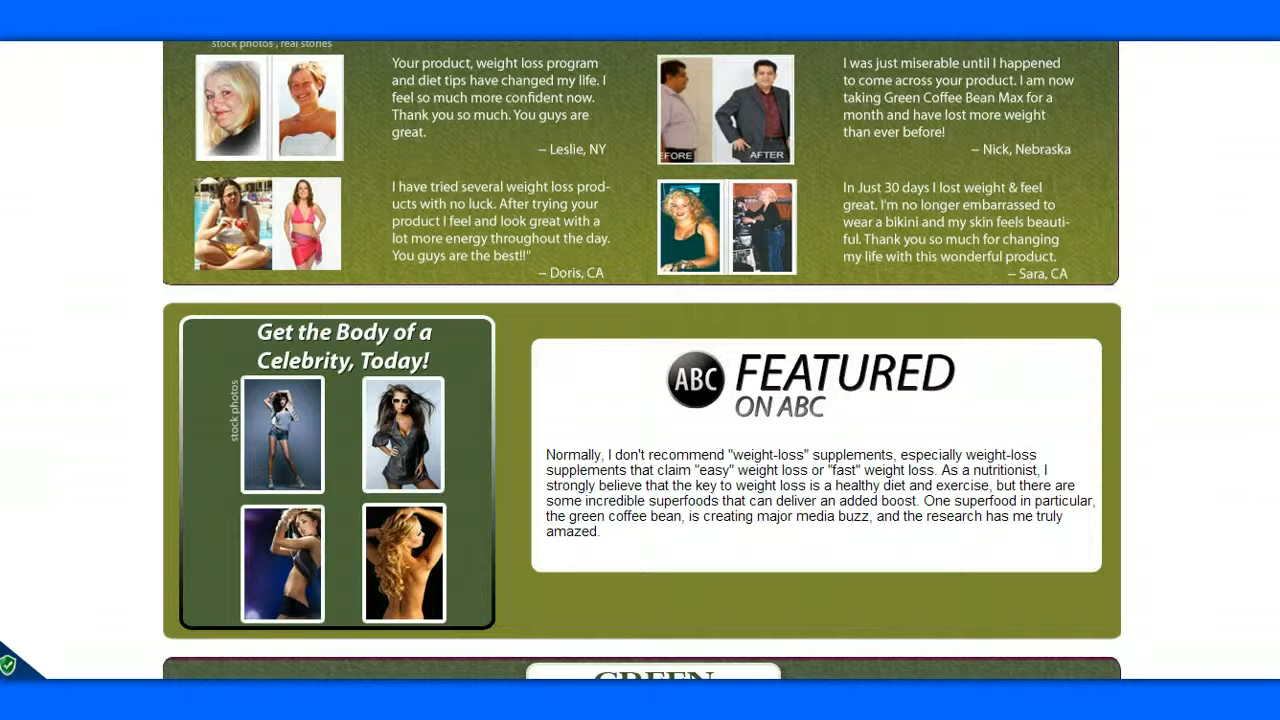 stock photos , real stories
Your product, weight loss program
and diet tips have changed my life. I
feel so much more confident now.
Thank you so much. You guys are
great.
– Leslie, NY
EFORE
AFTER
I was just miserable until I happened
to come across your product. I am now
taking Green Coffee Bean Max for a
month and have lost more weight
than ever before!
– Nick, Nebraska
I have tried several weight loss prod-
ucts with no luck. After trying your
product I feel and look great with a
lot more energy throughout the day.
You guys are the best!!"
– Doris, CA
In Just 30 days I lost weight & feel
great. I'm no longer embarrassed to
wear a bikini and my skin feels beauti-
ful. Thank you so much for changing
my life with this wonderful product.
– Sara, CA
Get the Body of a
Celebrity, Today!
stock photos
ABC FEATURED
ON ABC
Normally, I don't recommend "weight-loss" supplements, especially weight-loss
supplements that claim "easy" weight loss or "fast" weight loss. As a nutritionist, I
strongly believe that the key to weight loss is a healthy diet and exercise, but there are
some incredible superfoods that can deliver an added boost. One superfood in particular,
the green coffee bean, is creating major media buzz, and the research has me truly
amazed.
GREEN